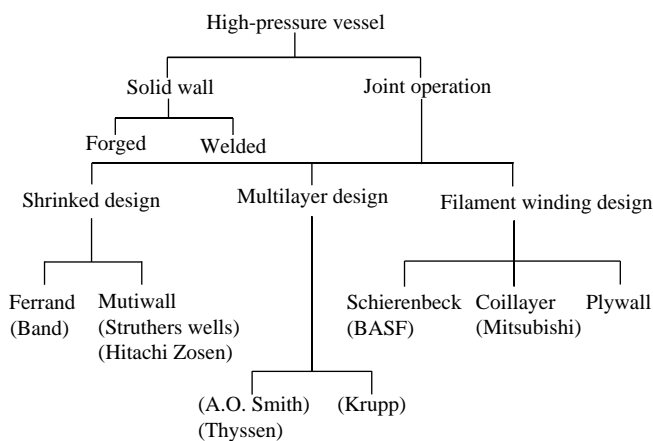 High-pressure vessel
Solid wall
Joint operation
Forged
Welded
Shrinked design
Multilayer design
Filament winding design
Ferrand
(Band)
Mutiwall
(Struthers wells)
(Hitachi Zosen)
Schierenbeck
(BASF)
Coillayer
(Mitsubishi)
Plywall
(A.O. Smith)
(Thyssen)
(Krupp)